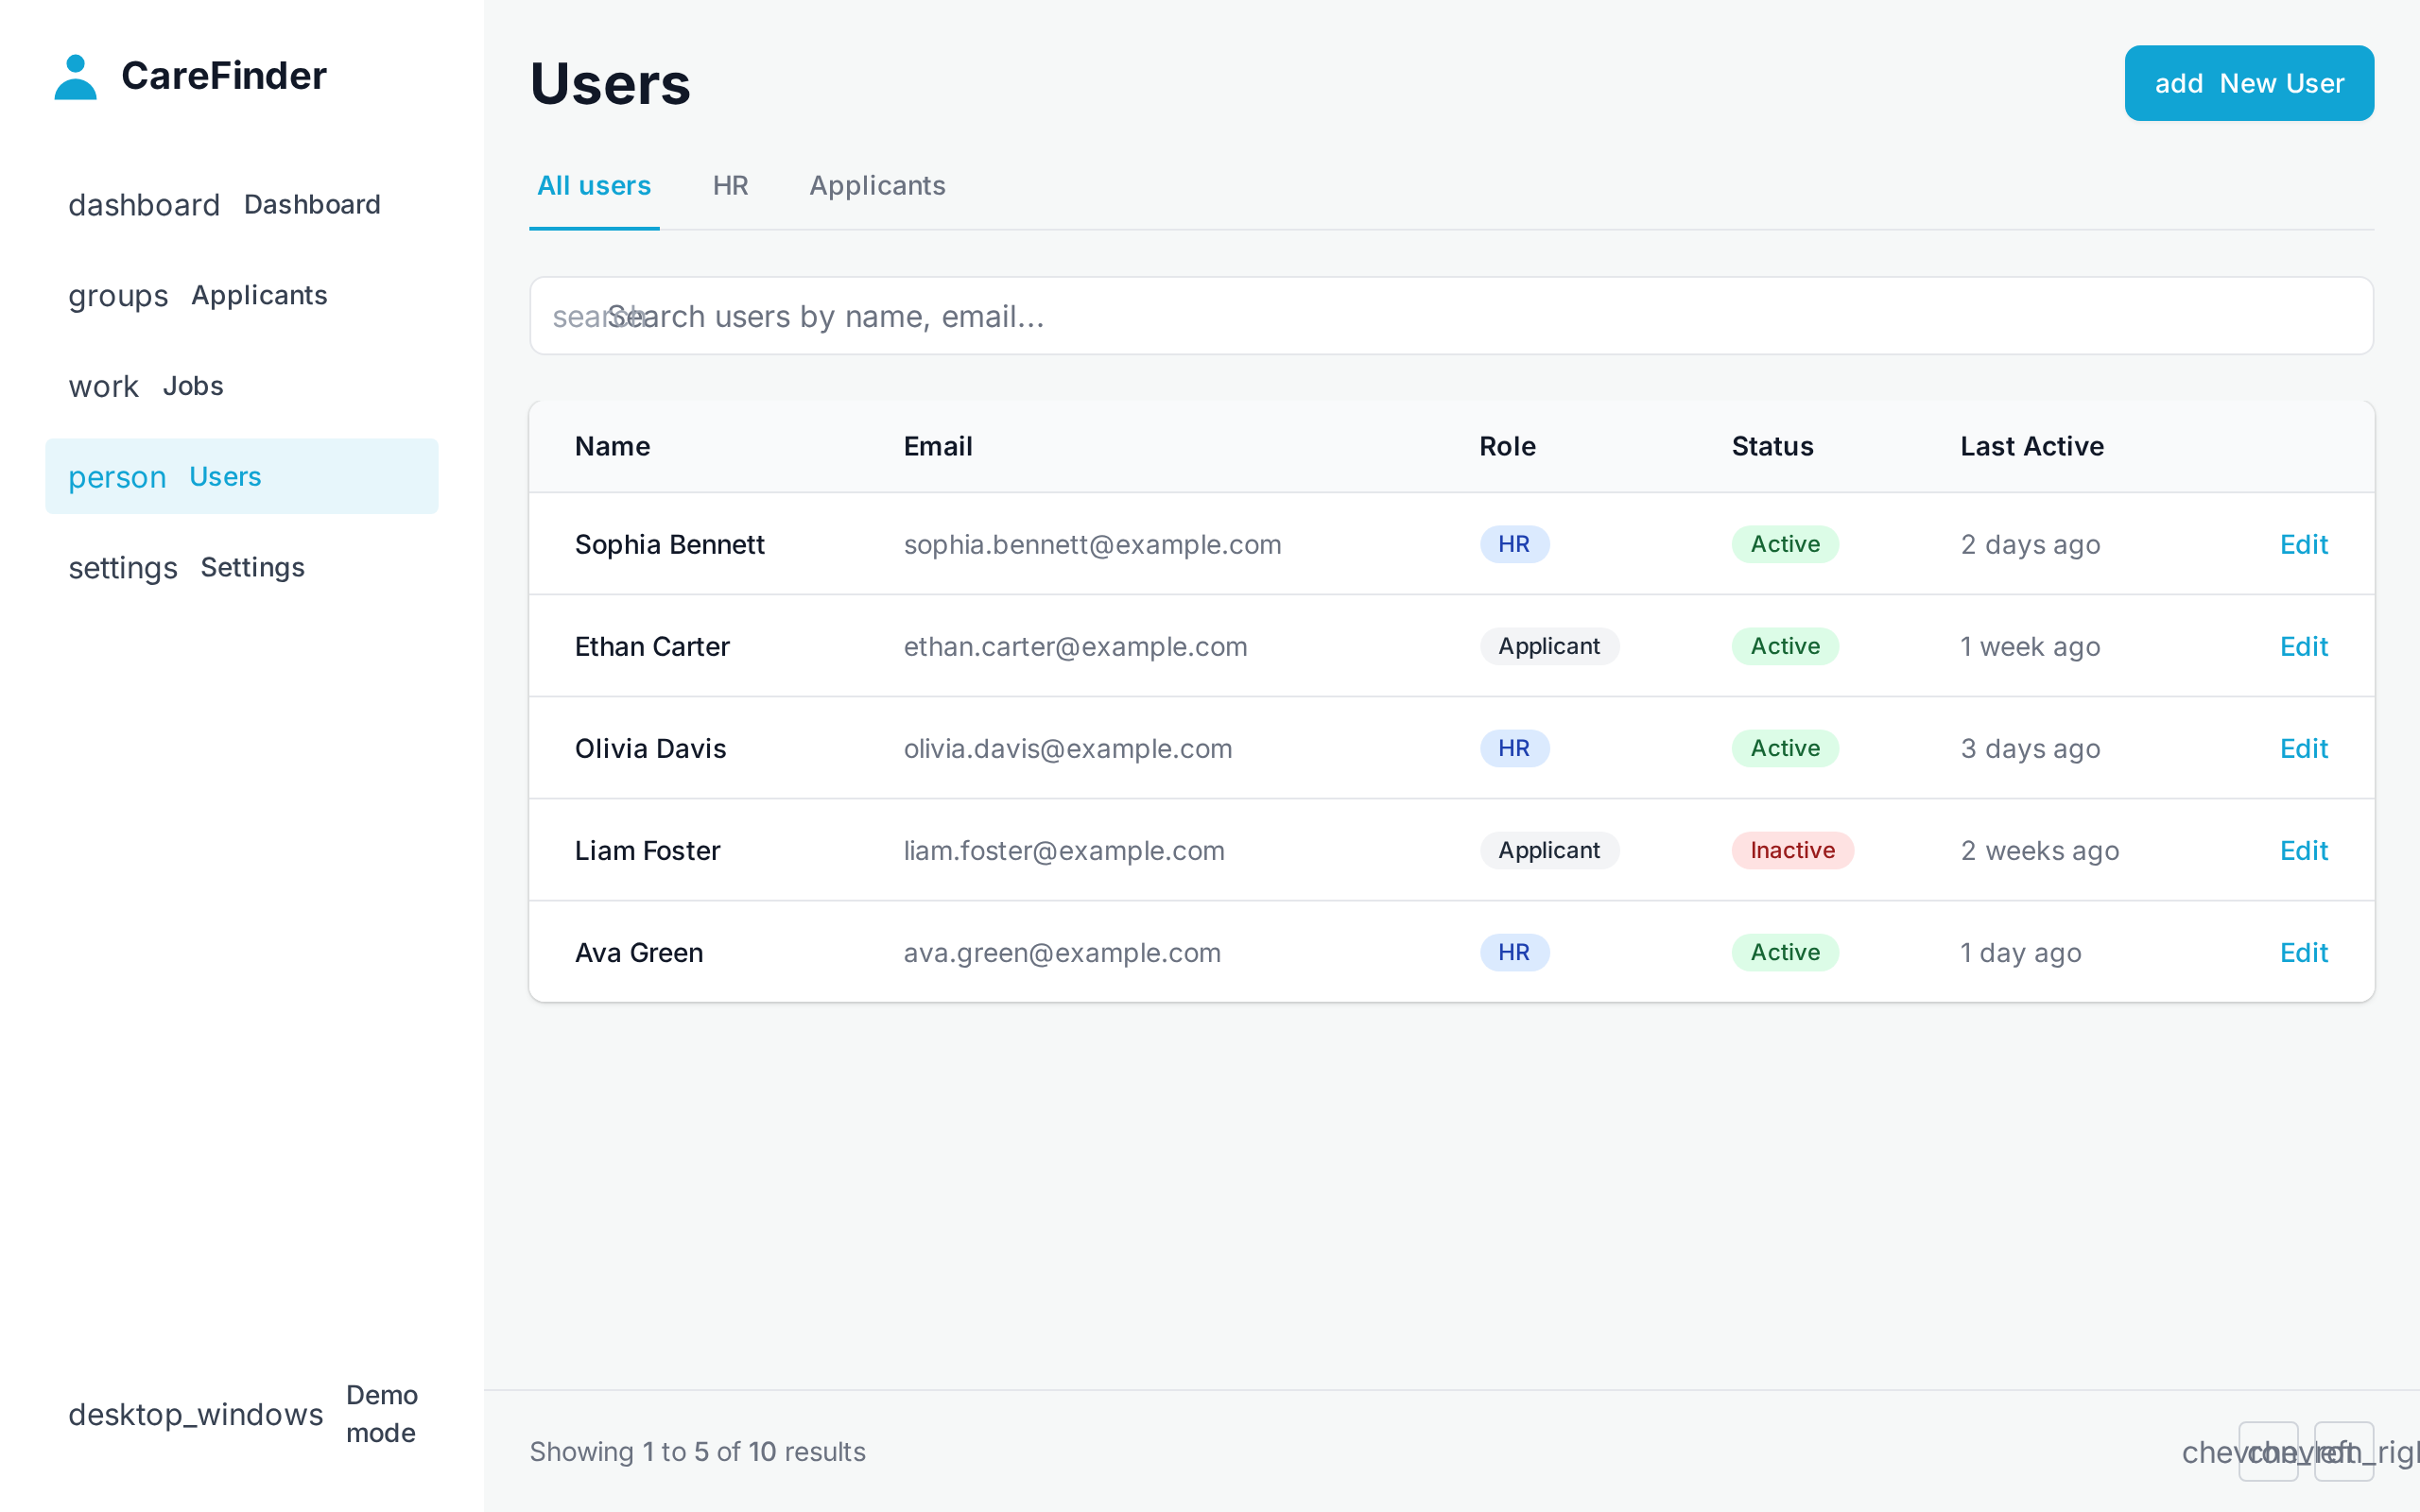 CareFinder
dashboard Dashboard
groups Applicants
work Jobs
person Users
settings Settings
desktop_windows Demo mode
Users
add New User
All users HR Applicants
search Search users by name, email...
Name Email Role Status Last Active
Sophia Bennett sophia.bennett@example.com HR Active 2 days ago Edit
Ethan Carter ethan.carter@example.com Applicant Active 1 week ago Edit
Olivia Davis olivia.davis@example.com HR Active 3 days ago Edit
Liam Foster liam.foster@example.com Applicant Inactive 2 weeks ago Edit
Ava Green ava.green@example.com HR Active 1 day ago Edit
Showing 1 to 5 of 10 results
chevron_left